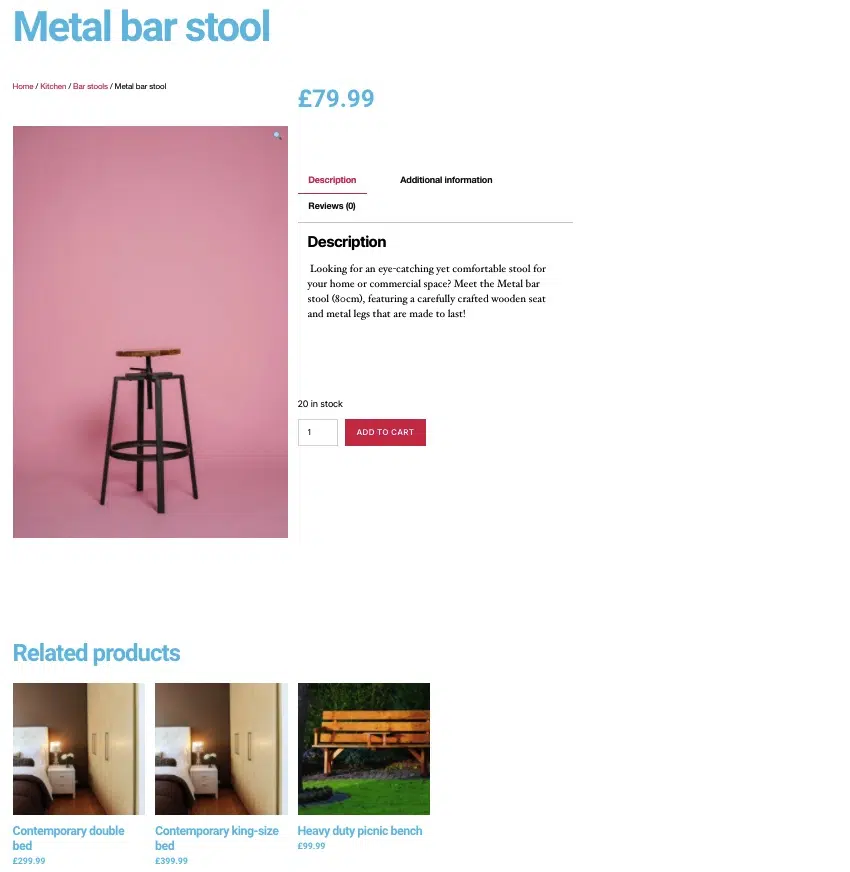 Metal bar stool
Home / Kitchen / Bar stools / Metal bar stool
£79.99
Description
Additional information
Reviews (0)
Description
Looking for an eye-catching yet comfortable stool for
your home or commercial space? Meet the Metal bar
stool (80cm), featuring a carefully crafted wooden seat
and metal legs that are made to last!
20 in stock
1
ADD TO CART
Related products
Contemporary double
bed
£299.99
Contemporary king-size
bed
£399.99
Heavy duty picnic bench
£99.99